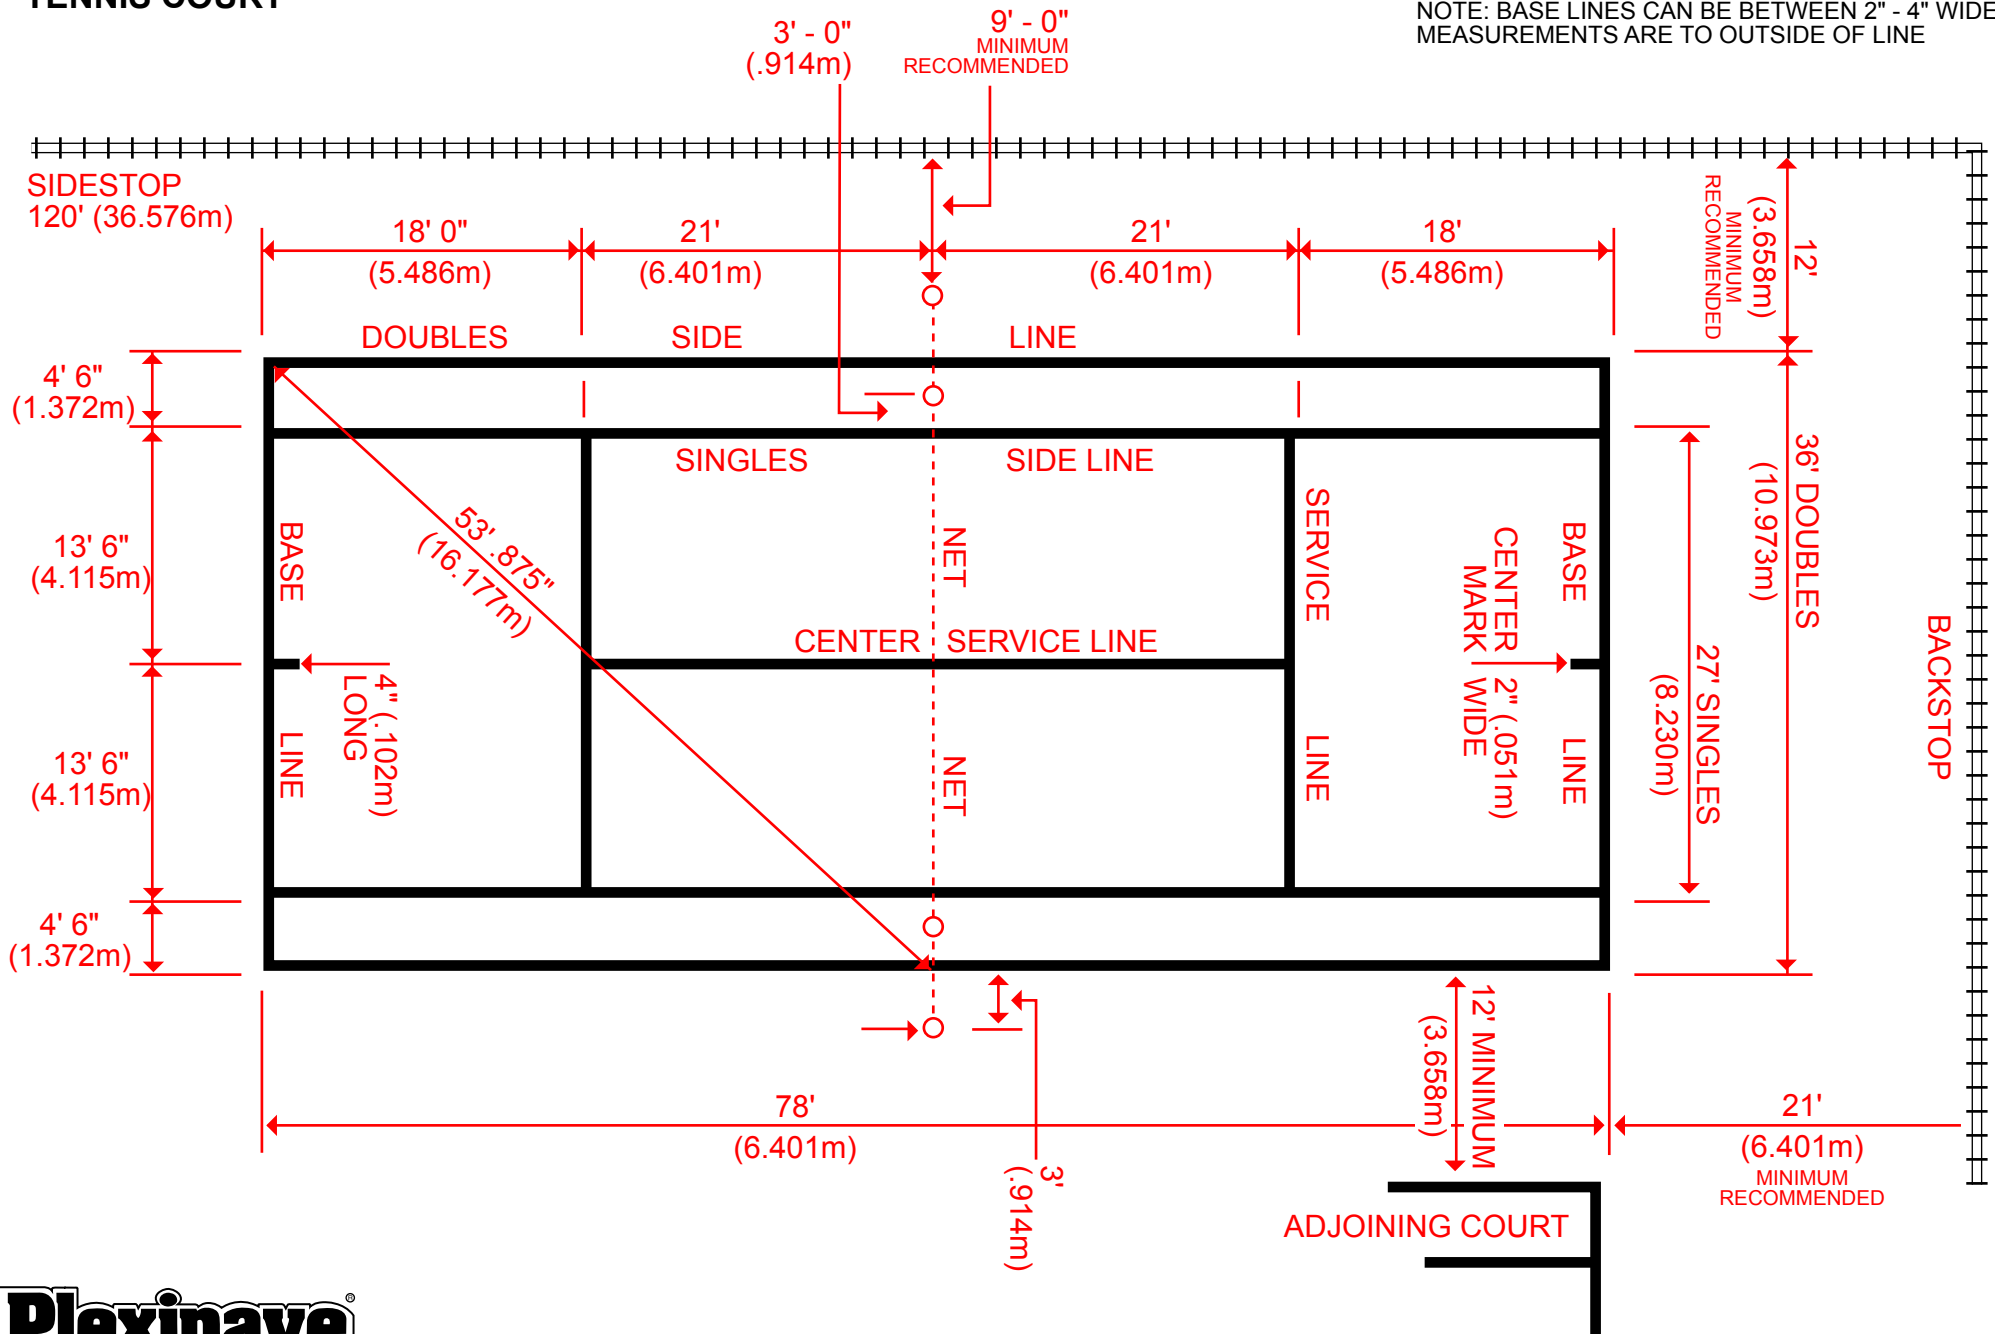 TENNIS COURT
NOTE: BASE LINES CAN BE BETWEEN 2" - 4" WIDE
MEASUREMENTS ARE TO OUTSIDE OF LINE
3' - 0"
(.914m)
9' - 0"
MINIMUM
RECOMMENDED
SIDESTOP
120' (36.576m)
18' 0"
(5.486m)
21'
(6.401m)
21'
(6.401m)
18'
(5.486m)
12'
(3.658m)
MINIMUM
RECOMMENDED
DOUBLES SIDE LINE
4' 6"
(1.372m)
SINGLES SIDE LINE
13' 6"
(4.115m)
BASE LINE
53' .875"
(16.177m)
NET
NET
SERVICE LINE
CENTER 2" (.051m)
MARK WIDE
BASE LINE
36' DOUBLES
(10.973m)
27' SINGLES
(8.230m)
BACKSTOP
CENTER SERVICE LINE
4" (.102m)
LONG
13' 6"
(4.115m)
4' 6"
(1.372m)
12' MINIMUM
(3.658m)
78'
(6.401m)
3'
(.914m)
21'
(6.401m)
MINIMUM
RECOMMENDED
ADJOINING COURT
Plexipave®